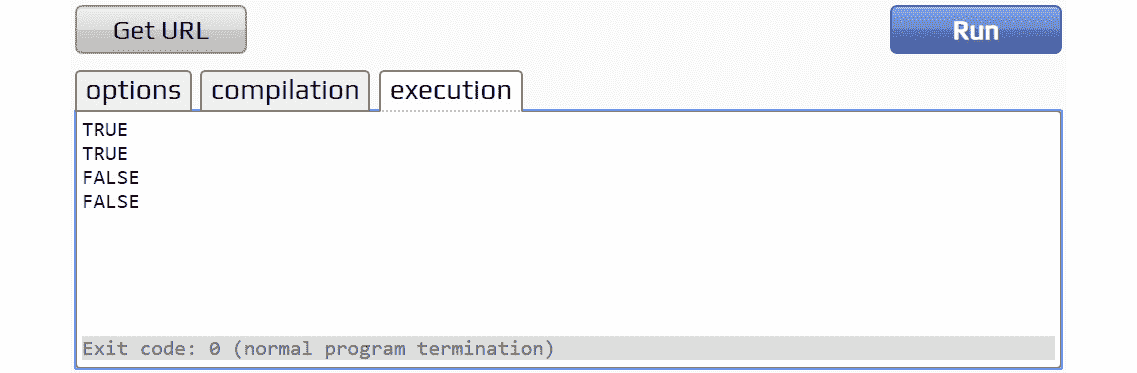 Get URL
Run
options
compilation
execution
TRUE
TRUE
FALSE
FALSE
Exit code: 0 (normal program termination)